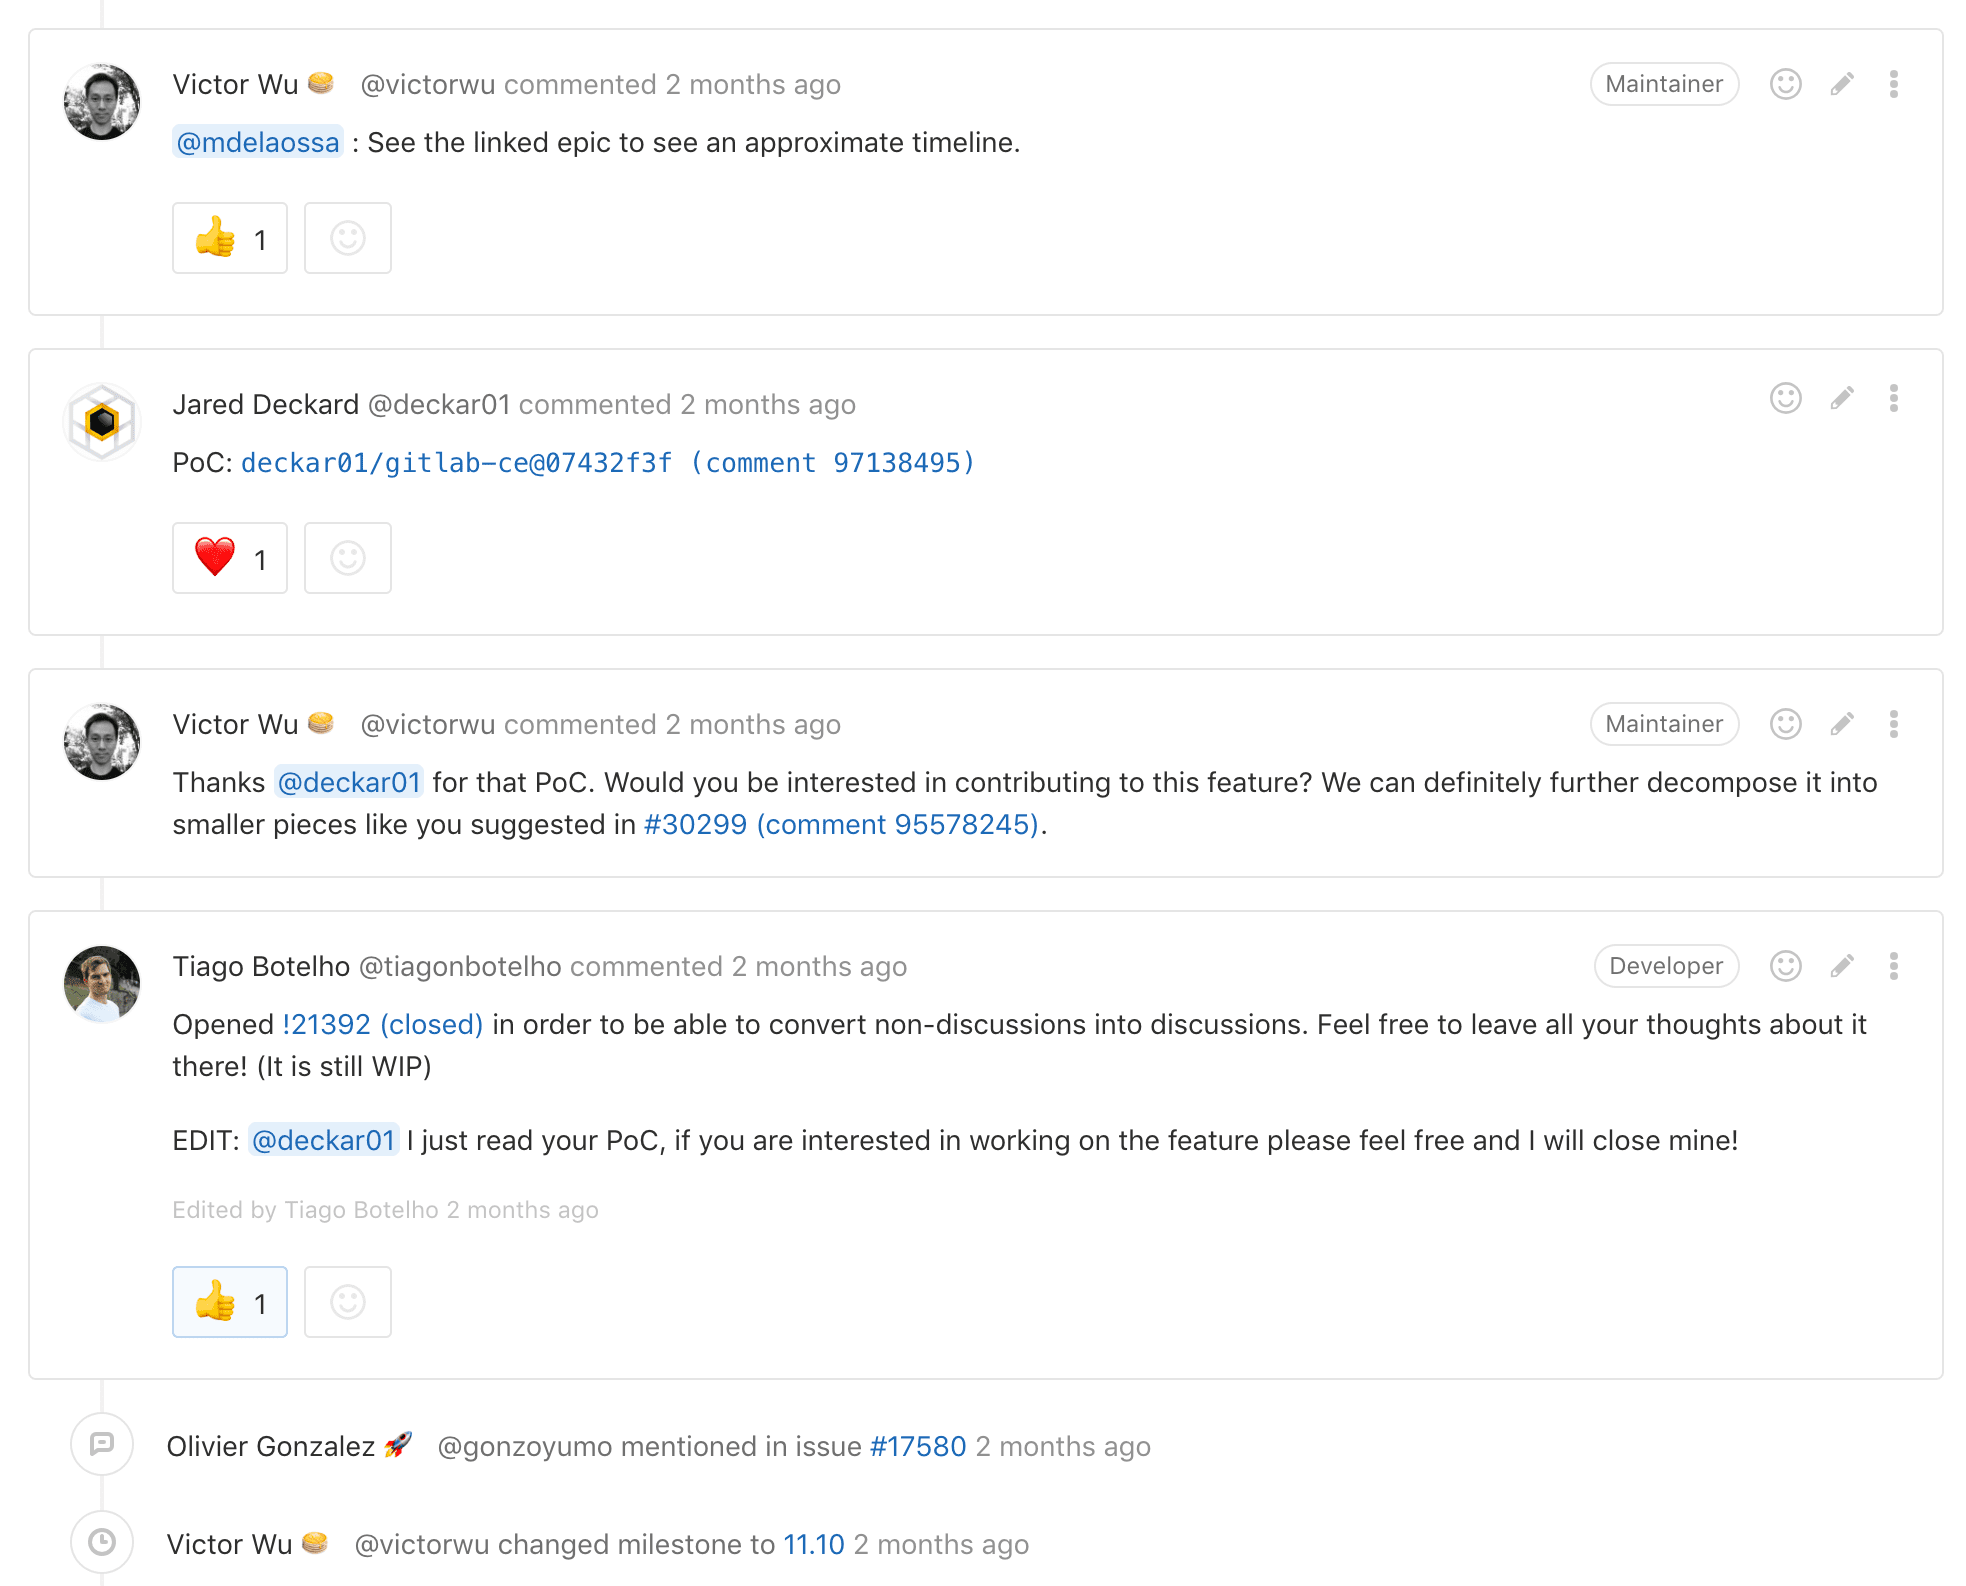 Victor Wu @victorwu commented 2 months ago Maintainer
@mdelaossa : See the linked epic to see an approximate timeline.
1
Jared Deckard @deckar01 commented 2 months ago
PoC: deckar01/gitlab-ce@07432f3f (comment 97138495)
1
Victor Wu @victorwu commented 2 months ago Maintainer
Thanks @deckar01 for that PoC. Would you be interested in contributing to this feature? We can definitely further decompose it into
smaller pieces like you suggested in #30299 (comment 95578245).
Tiago Botelho @tiagonbotelho commented 2 months ago Developer
Opened !21392 (closed) in order to be able to convert non-discussions into discussions. Feel free to leave all your thoughts about it
there! (It is still WIP)
EDIT: @deckar01 I just read your PoC, if you are interested in working on the feature please feel free and I will close mine!
Edited by Tiago Botelho 2 months ago
1
Olivier Gonzalez @gonzoyumo mentioned in issue #17580 2 months ago
Victor Wu @victorwu changed milestone to 11.10 2 months ago